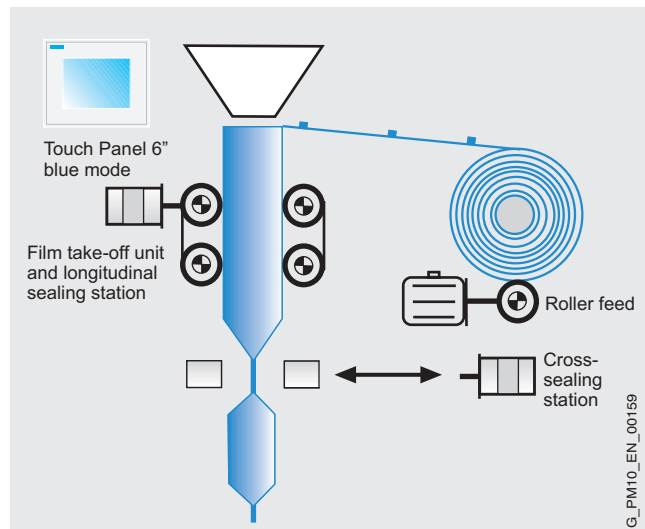 Touch Panel 6”
blue mode
Film take-off unit
and longitudinal
sealing station
Roller feed
Cross-
sealing
station
G_PM10_EN_00159